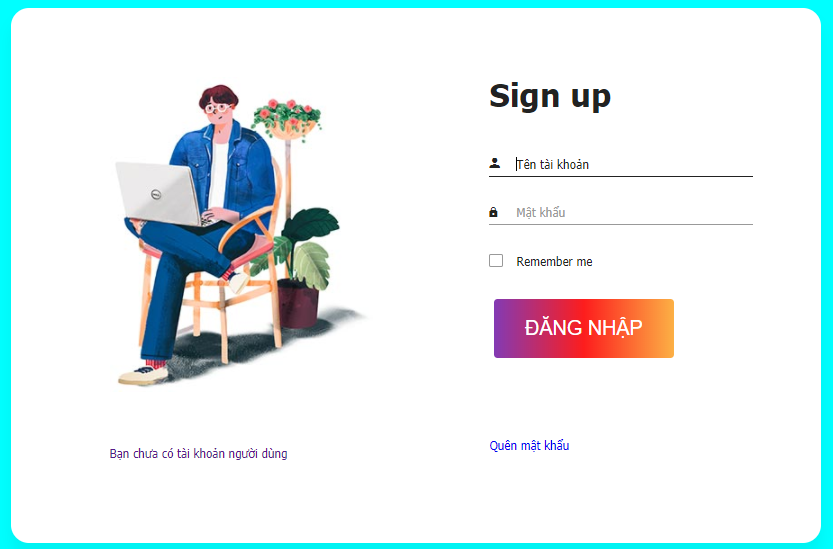 Sign up
Tên tài khoản
Mật khẩu
Remember me
ĐĂNG NHẬP
Quên mật khẩu
Bạn chưa có tài khoản người dùng
DELL